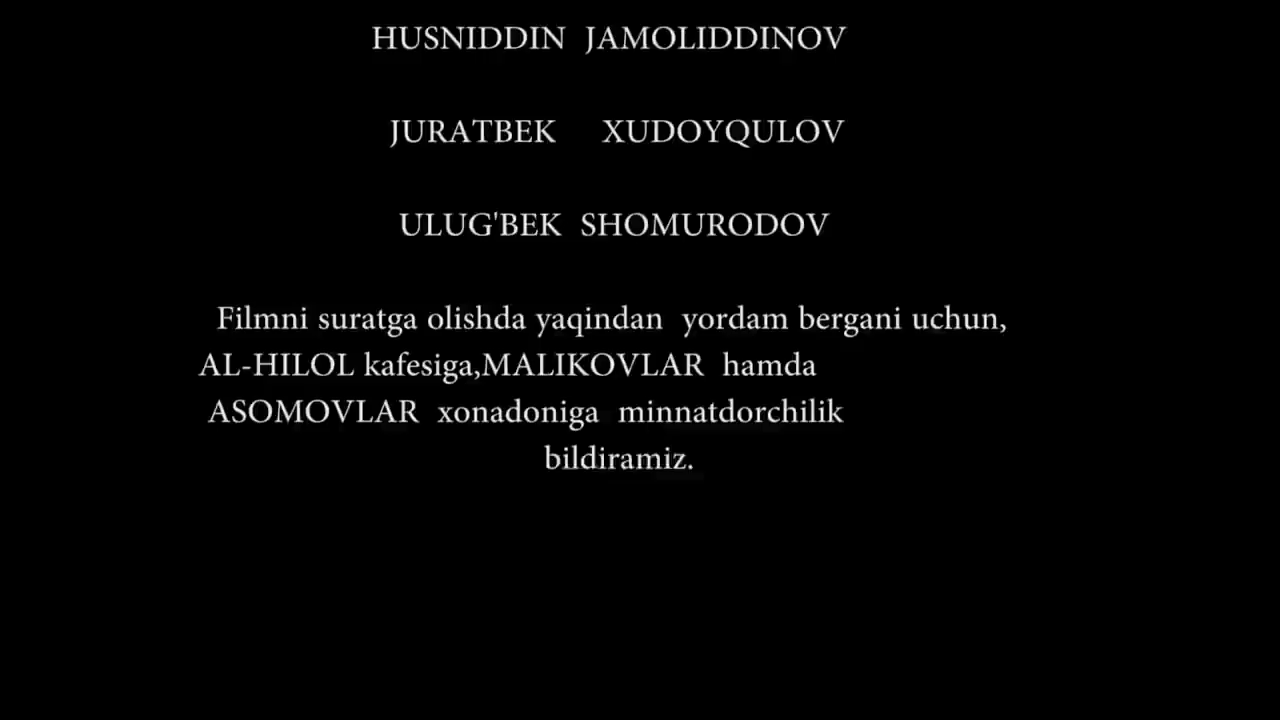 HUSNIDDIN JAMOLIDDINOV
JURATBEK XUDOYQULOV
ULUG'BEK SHOMURODOV
Filmni suratga olishda yaqindan yordam bergani uchun,
AL-HILOL kafesiga,MALIKOVLAR hamda
ASOMOVLAR xonadoniga minnatdorchilik
bildiramiz.